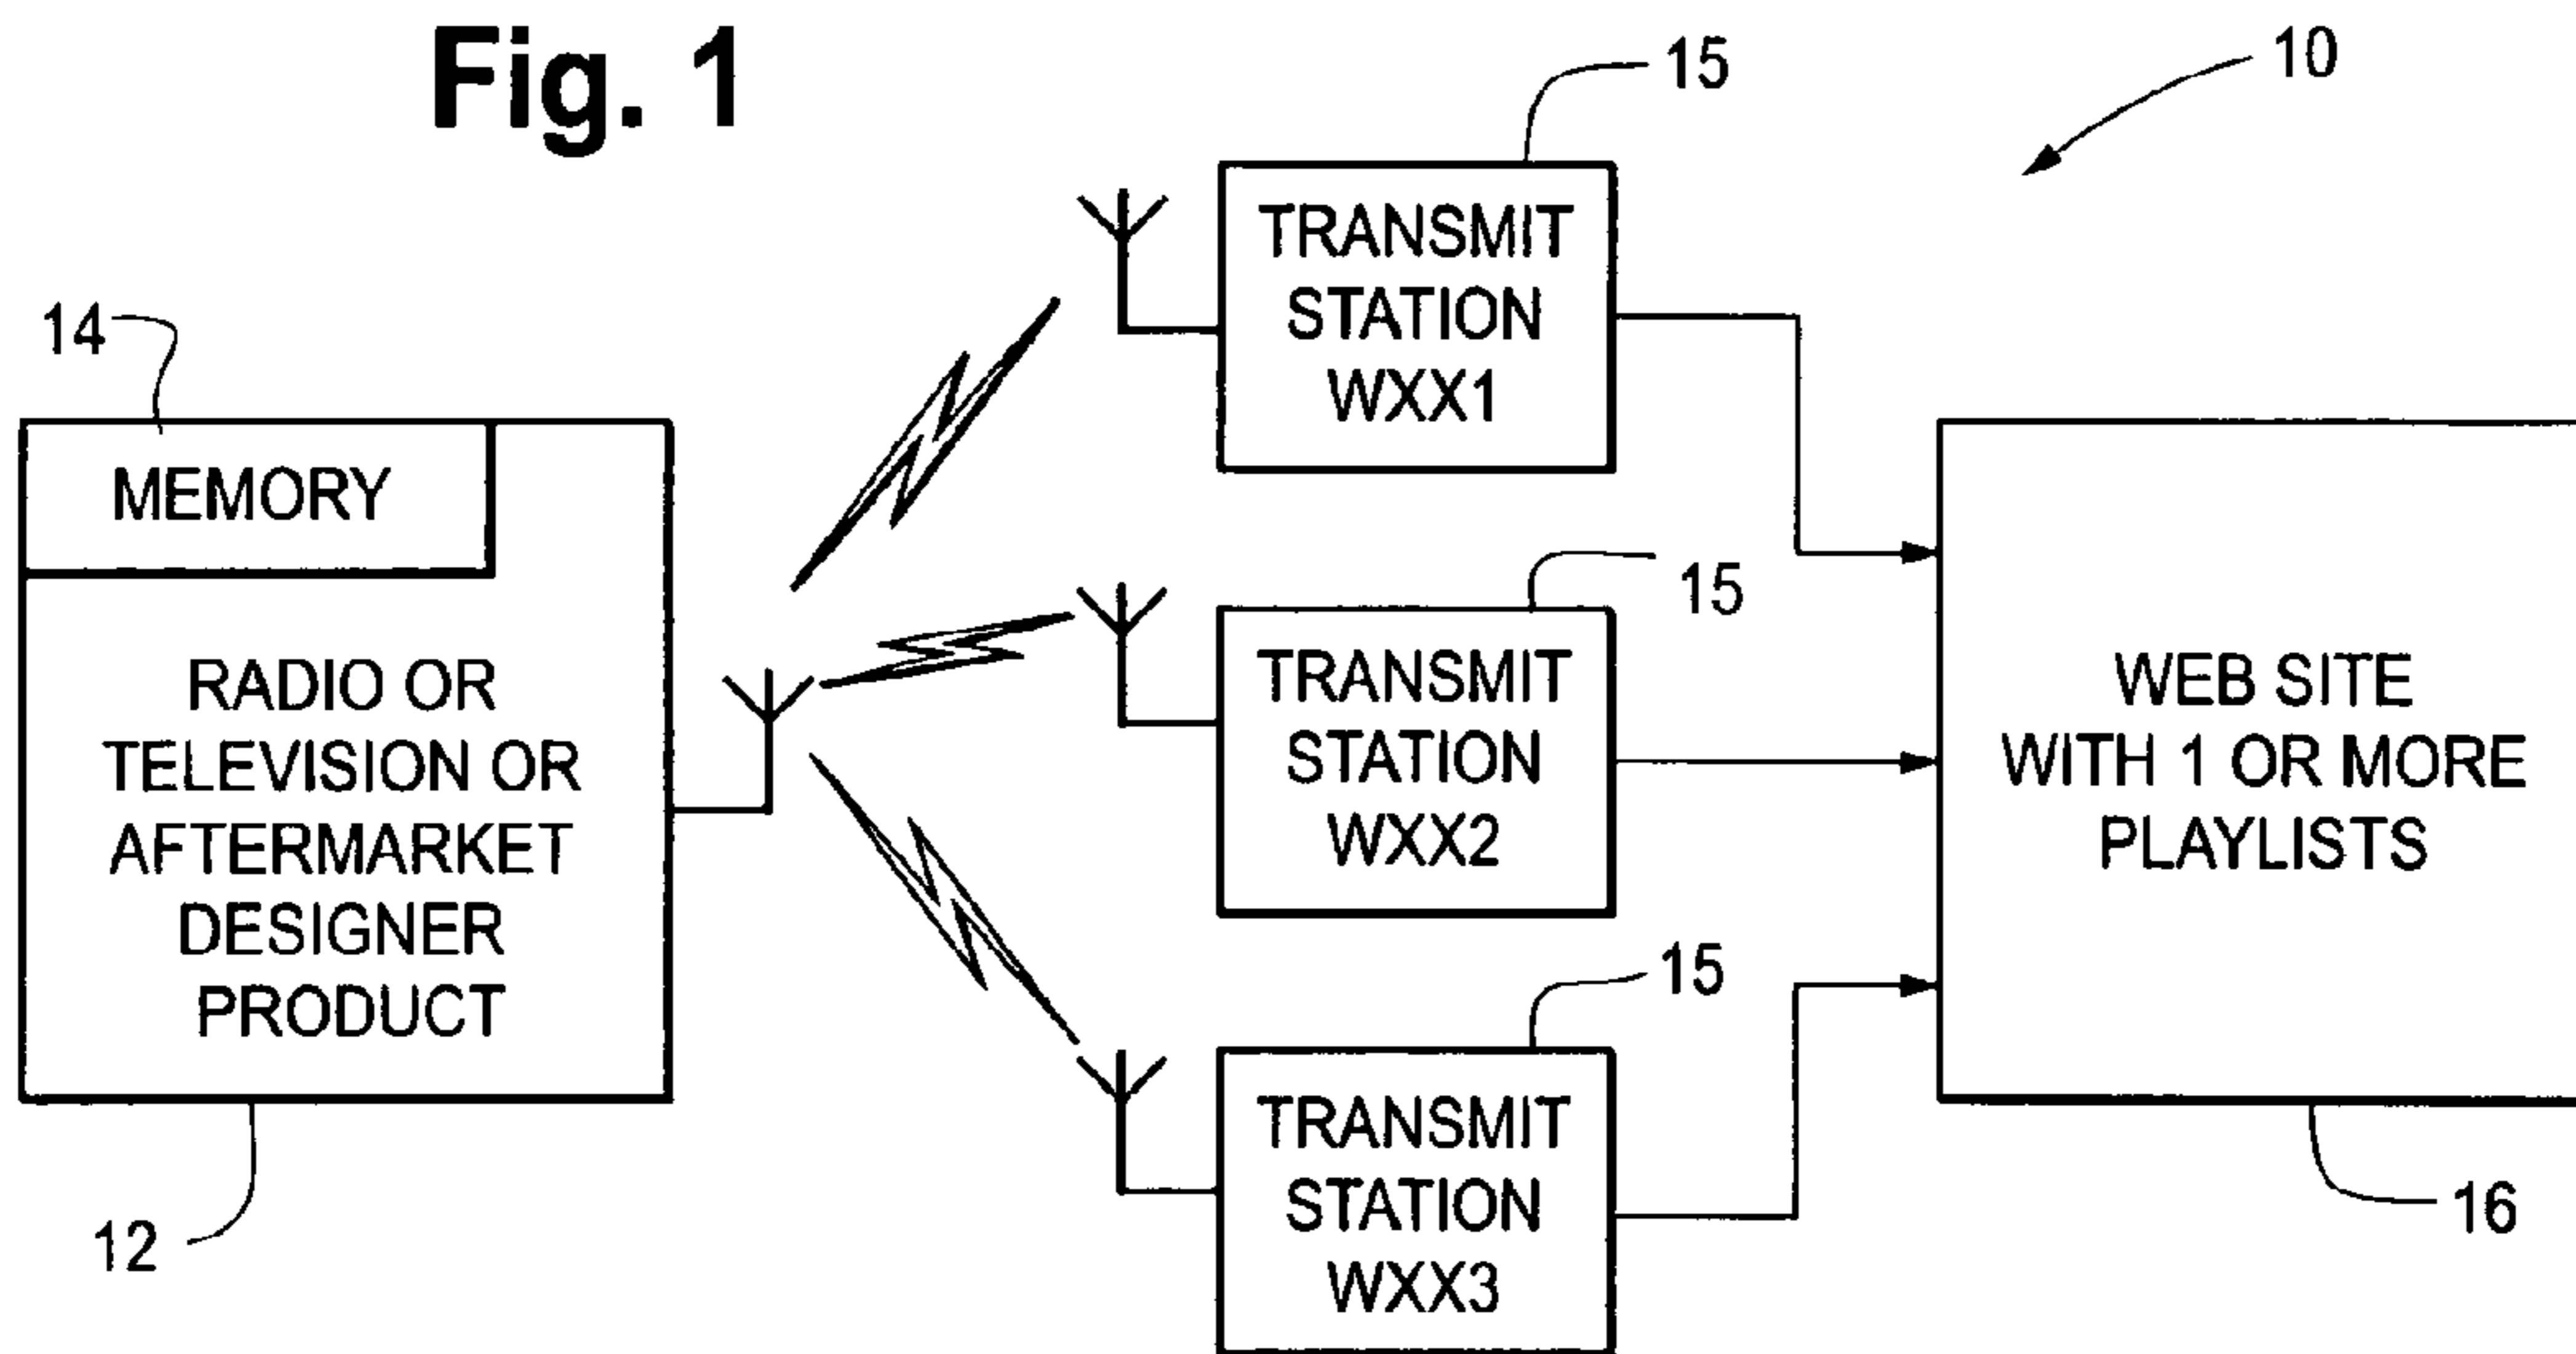 Fig. 1
10
15
TRANSMIT
STATION
WXX1
14
MEMORY
RADIO OR
TELEVISION OR
AFTERMARKET
DESIGNER
PRODUCT
12
15
TRANSMIT
STATION
WXX2
15
TRANSMIT
STATION
WXX3
WEB SITE
WITH 1 OR MORE
PLAYLISTS
16